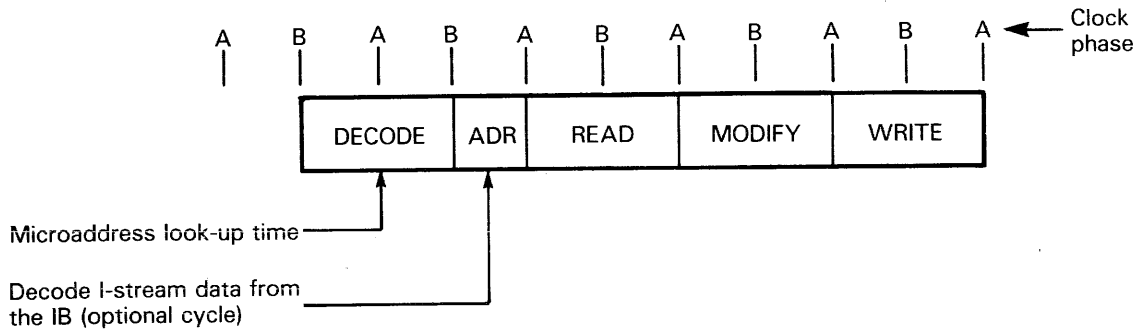 A B A B A B A B A B A Clock
phase
DECODE ADR READ MODIFY WRITE
Microaddress look-up time
Decode I-stream data from
the IB (optional cycle)